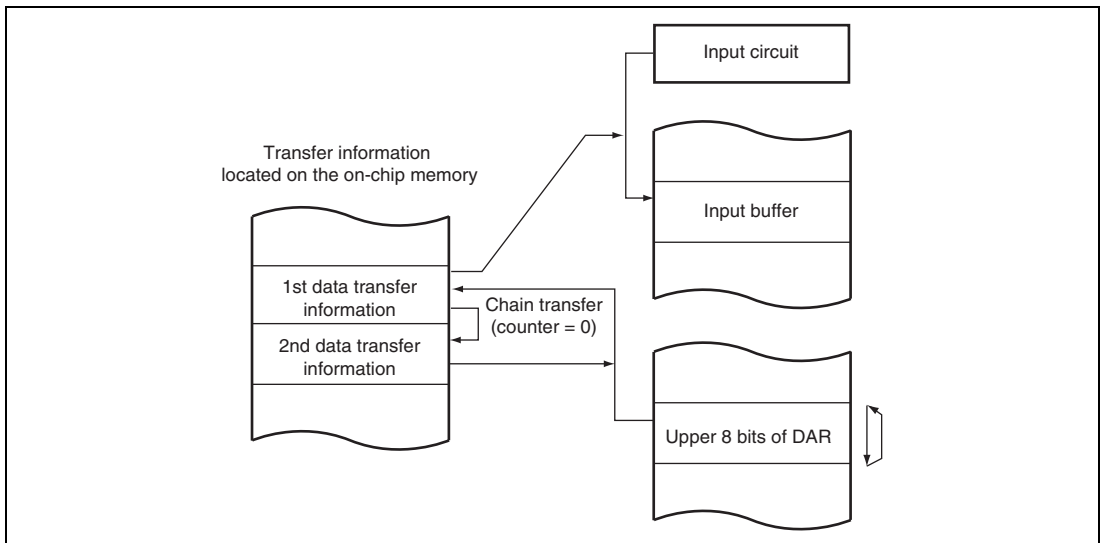 Input circuit
Transfer information
located on the on-chip memory
Input buffer
1st data transfer
information
Chain transfer
(counter = 0)
2nd data transfer
information
Upper 8 bits of DAR